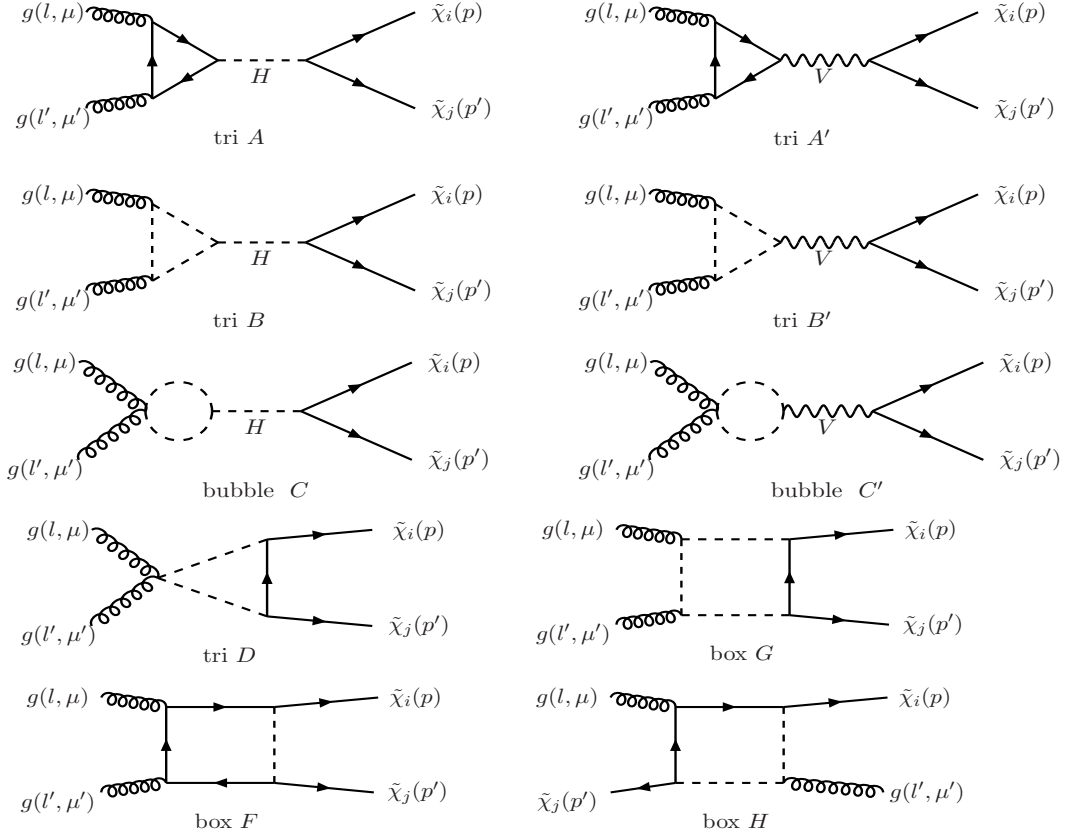 g(l, μ) χ̃ᵢ(p) g(l, μ) χ̃ᵢ(p)
H V
g(l′, μ′) χ̃ⱼ(p′) g(l′, μ′) χ̃ⱼ(p′)
tri A tri A′
g(l, μ) χ̃ᵢ(p) g(l, μ) χ̃ᵢ(p)
H V
g(l′, μ′) χ̃ⱼ(p′) g(l′, μ′) χ̃ⱼ(p′)
tri B tri B′
g(l, μ) χ̃ᵢ(p) g(l, μ) χ̃ᵢ(p)
H V
g(l′, μ′) χ̃ⱼ(p′) g(l′, μ′) χ̃ⱼ(p′)
bubble C bubble C′
g(l, μ) χ̃ᵢ(p) g(l, μ) χ̃ᵢ(p)
g(l′, μ′) χ̃ⱼ(p′) g(l′, μ′) χ̃ⱼ(p′)
tri D box G
g(l, μ) χ̃ᵢ(p) g(l, μ) χ̃ᵢ(p)
g(l′, μ′) χ̃ⱼ(p′) χ̃ⱼ(p′) g(l′, μ′)
box F box H